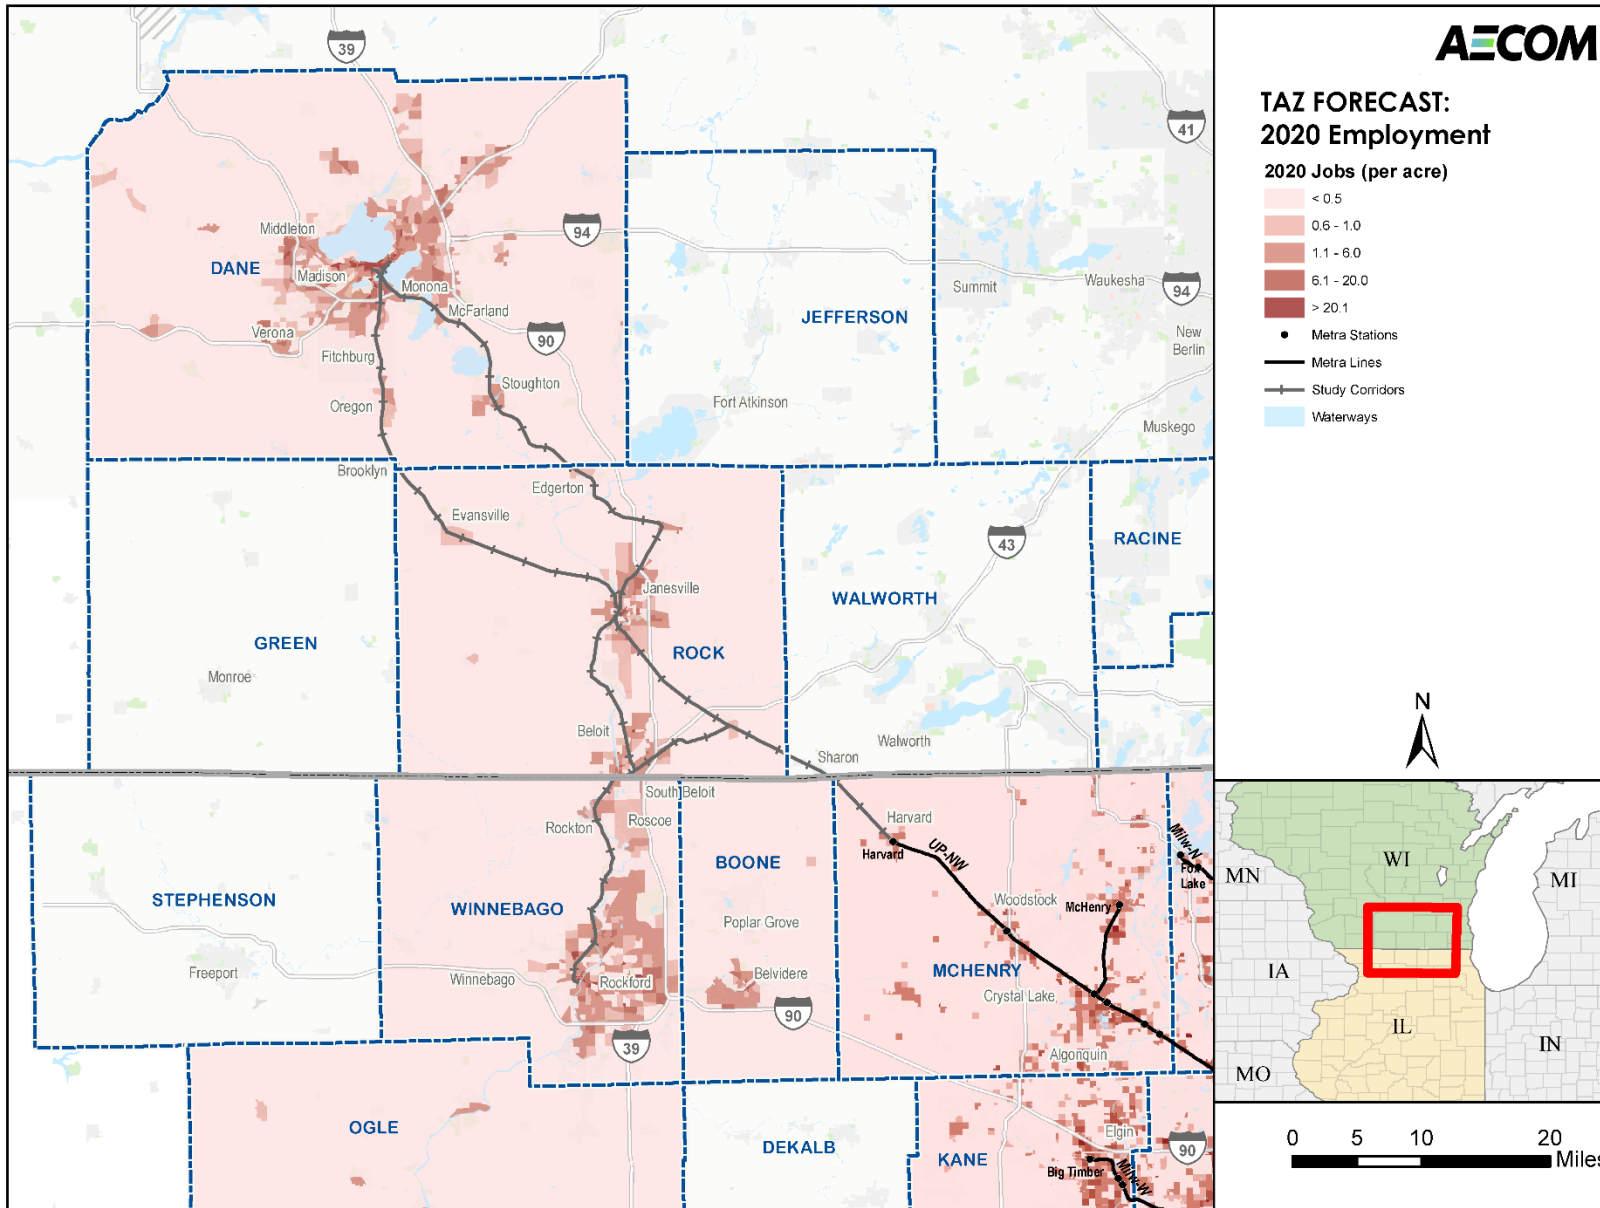 AECOM
TAZ FORECAST:
2020 Employment
2020 Jobs (per acre)
< 0.5
0.6 - 1.0
1.1 - 6.0
6.1 - 20.0
> 20.1
Metra Stations
Metra Lines
Study Corridors
Waterways
39
41
94
Middleton
DANE
Madison
Monona
McFarland
Summit
Waukesha
94
JEFFERSON
Verona
90
New
Berlin
Fitchburg
Stoughton
Oregon
Fort Atkinson
Muskego
Brooklyn
Edgerton
Evansville
43
RACINE
Janesville
WALWORTH
GREEN
ROCK
Monroe
Beloit
Walworth
Sharon
South Beloit
Rockton
Roscoe
Harvard
Harvard
UP-NW
Milw-N
Fox
Lake
BOONE
STEPHENSON
WINNEBAGO
Woodstock
McHenry
Poplar Grove
Freeport
Winnebago
Rockford
Belvidere
MCHENRY
Crystal Lake
90
39
Algonquin
OGLE
DEKALB
KANE
Elgin
Big Timber
Milw-W
90
N
WI
MN
MI
IA
IL
IN
MO
0 5 10 20
Miles